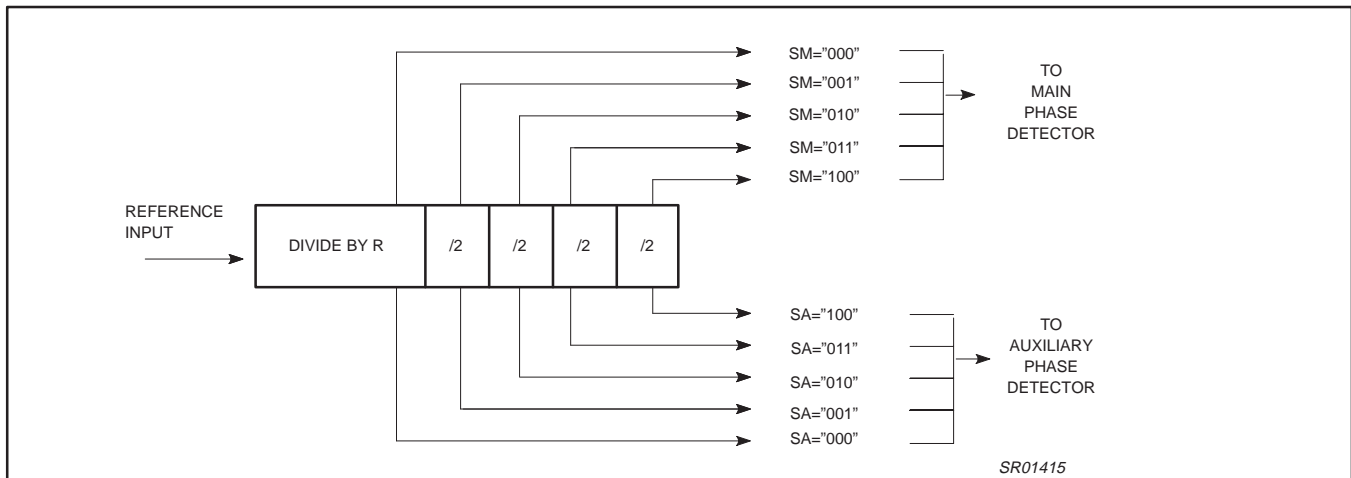 SM="000"
SM="001"
SM="010"
SM="011"
SM="100"
TO
MAIN
PHASE
DETECTOR
REFERENCE
INPUT
DIVIDE BY R
/2
/2
/2
/2
SA="100"
SA="011"
SA="010"
SA="001"
SA="000"
TO
AUXILIARY
PHASE
DETECTOR
SR01415